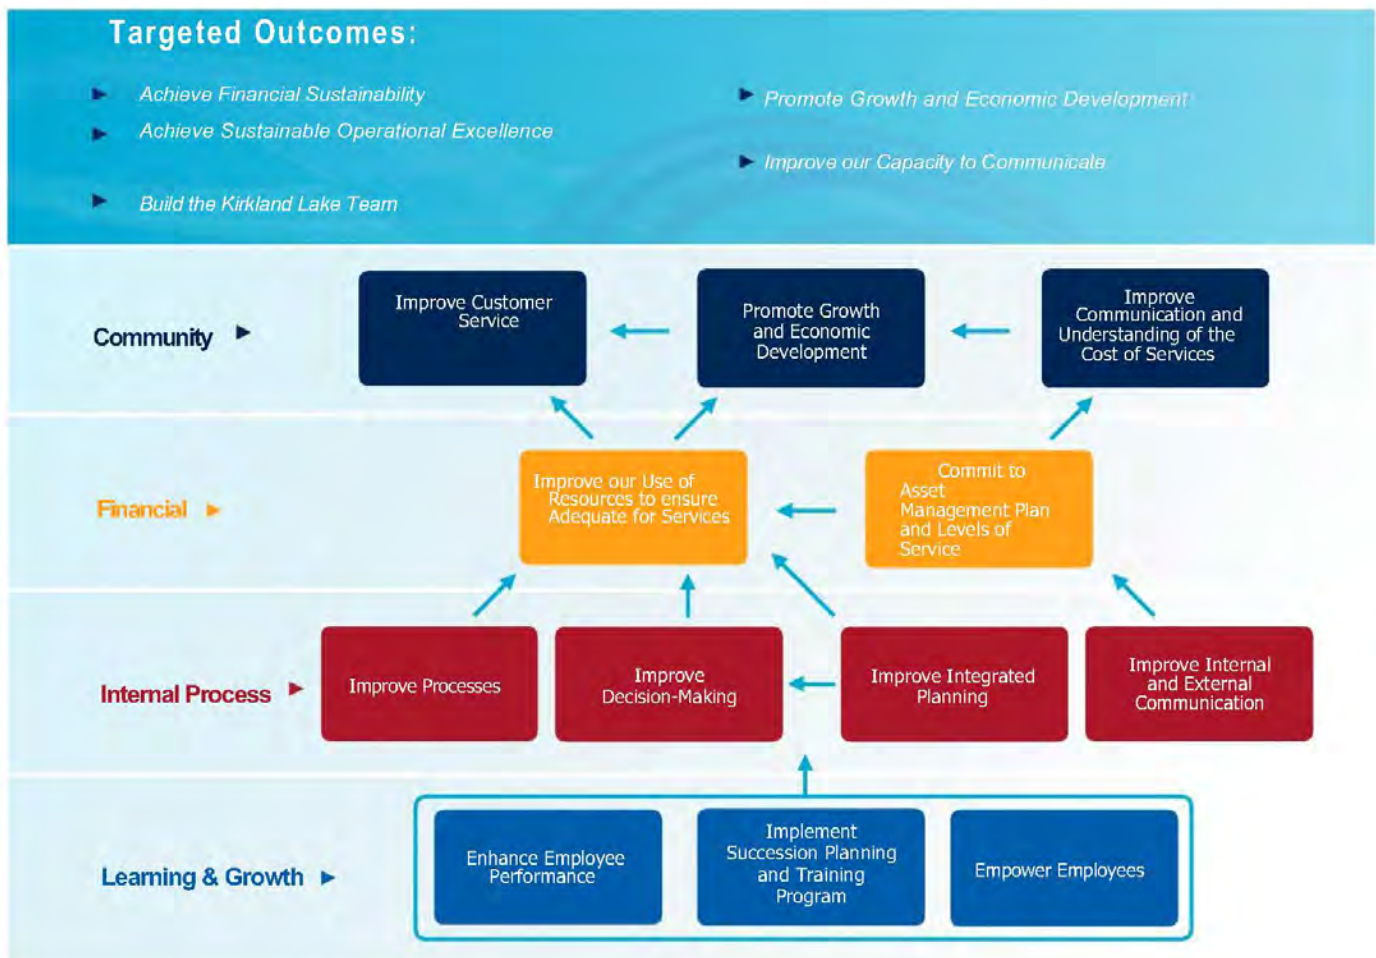 Targeted Outcomes:
Achieve Financial Sustainability
Achieve Sustainable Operational Excellence
Build the Kirkland Lake Team
Promote Growth and Economic Development
Improve our Capacity to Communicate
Community
Improve Customer
Service
Promote Growth
and Economic
Development
Improve
Communication and
Understanding of the
Cost of Services
Financial
Improve our Use of
Resources to ensure
Adequate for Services
Commit to
Asset
Management Plan
and Levels of
Service
Internal Process
Improve Processes
Improve
Decision-Making
Improve Integrated
Planning
Improve Internal
and External
Communication
Learning & Growth
Enhance Employee
Performance
Implement
Succession Planning
and Training
Program
Empower Employees